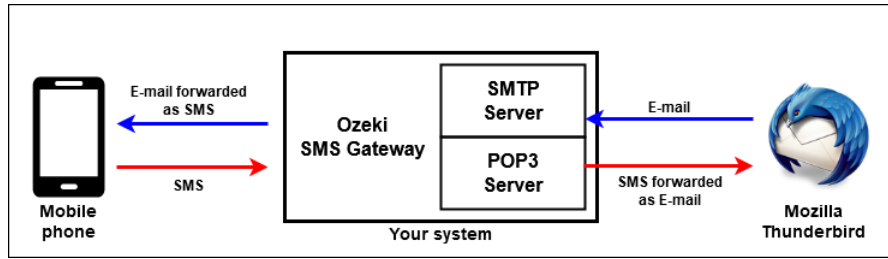 E-mail forwarded
as SMS
SMS
Mobile
phone
Ozeki
SMS Gateway
SMTP
Server
POP3
Server
Your system
E-mail
SMS forwarded
as E-mail
Mozilla
Thunderbird